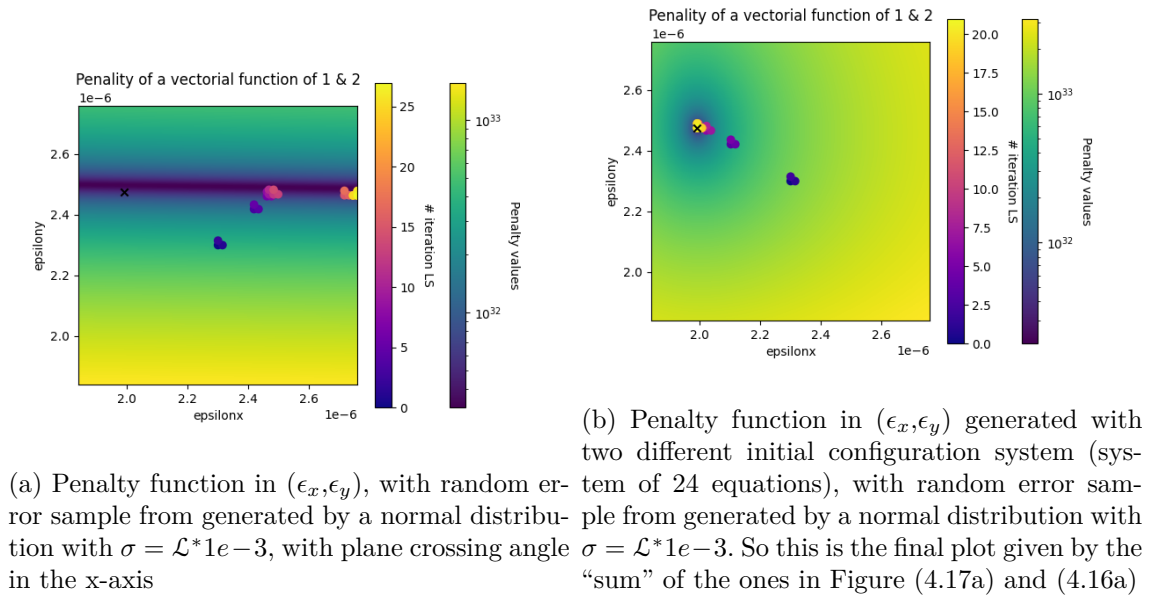 Penality of a vectorial function of 1 & 2
1e−6
2.6
2.4
2.2
2.0
epsilony
2.0
2.2
2.4
2.6
epsilonx
1e−6
25
20
15
10
5
0
# iteration LS
10³³
10³²
Penalty values
(a) Penalty function in (ϵx,ϵy), with random er-
ror sample from generated by a normal distribu-
tion with σ = ℒ*1e−3, with plane crossing angle
in the x-axis
Penality of a vectorial function of 1 & 2
1e−6
2.6
2.4
2.2
2.0
epsilony
2.0
2.2
2.4
2.6
epsilonx
1e−6
20.0
17.5
15.0
12.5
10.0
7.5
5.0
2.5
0.0
# iteration LS
10³³
10³²
Penalty values
(b) Penalty function in (ϵx,ϵy) generated with
two different initial configuration system (sys-
tem of 24 equations), with random error sam-
ple from generated by a normal distribution with
σ = ℒ*1e−3. So this is the final plot given by the
“sum” of the ones in Figure (4.17a) and (4.16a)